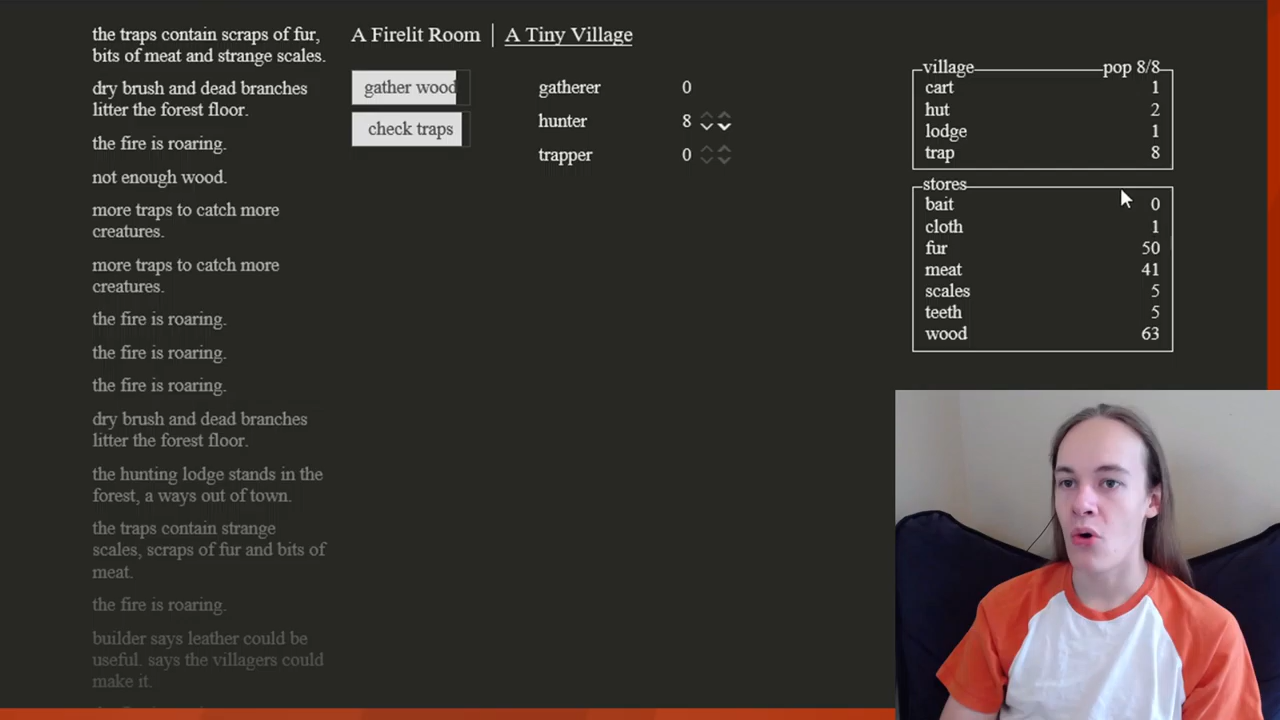 the traps contain scraps of fur,
bits of meat and strange scales.
dry brush and dead branches
litter the forest floor.
the fire is roaring.
not enough wood.
more traps to catch more
creatures.
more traps to catch more
creatures.
the fire is roaring.
the fire is roaring.
the fire is roaring.
dry brush and dead branches
litter the forest floor.
the hunting lodge stands in the
forest, a ways out of town.
the traps contain strange
scales, scraps of fur and bits of
meat.
the fire is roaring.
builder says leather could be
useful. says the villagers could
make it.
A Firelit Room | A Tiny Village
gather wood
check traps
gatherer 0
hunter 8
trapper 0
village pop 8/8
cart 1
hut 2
lodge 1
trap 8
stores
bait 0
cloth 1
fur 50
meat 41
scales 5
teeth 5
wood 63